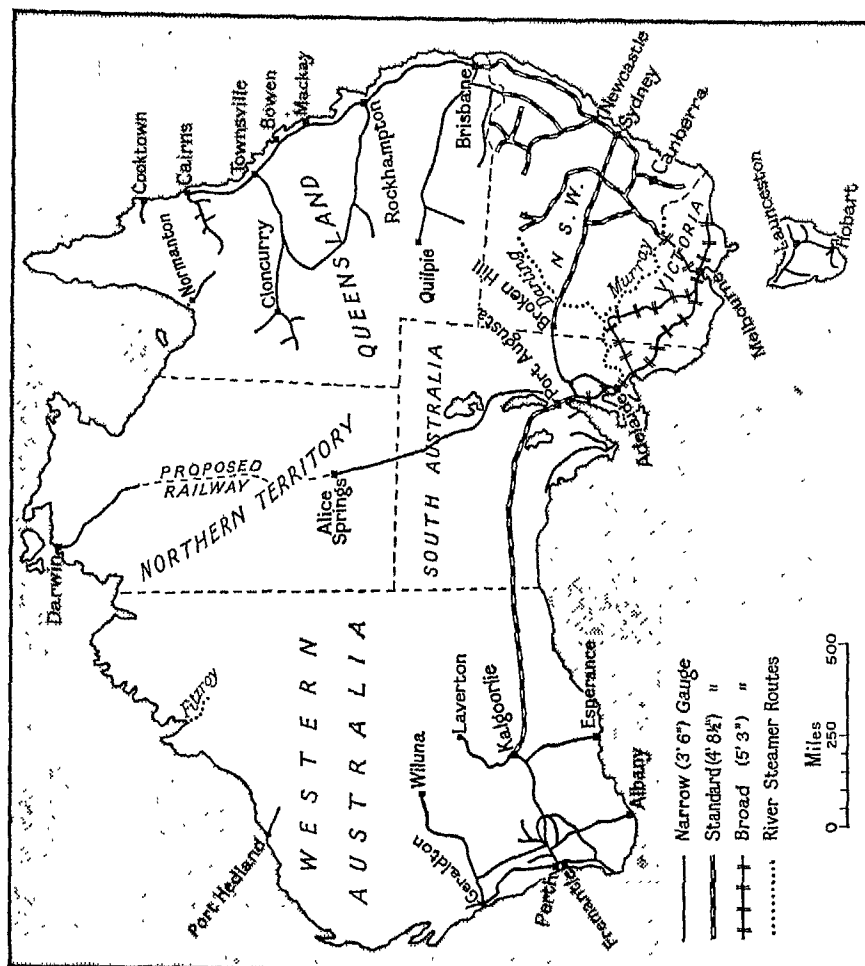 Darwin
Cooktown
Cairns
Normanton
Townsville
Bowen
Mackay
Cloncurry
Rockhampton
QUEENSLAND
Quilpie
Brisbane
PROPOSED
RAILWAY
NORTHERN TERRITORY
Alice
Springs
SOUTH AUSTRALIA
Fitzroy
Port Hedland
WESTERN
AUSTRALIA
Wiluna
Laverton
Geraldton
Kalgoorlie
Perth
Fremantle
Esperance
Albany
Port Augusta
Broken Hill
Darling
N. S. W.
Newcastle
Sydney
Canberra
Murray
VICTORIA
Adelaide
Melbourne
Launceston
Hobart
Narrow (3' 6") Gauge
Standard (4' 8½") "
Broad (5' 3") "
River Steamer Routes
Miles
0 250 500